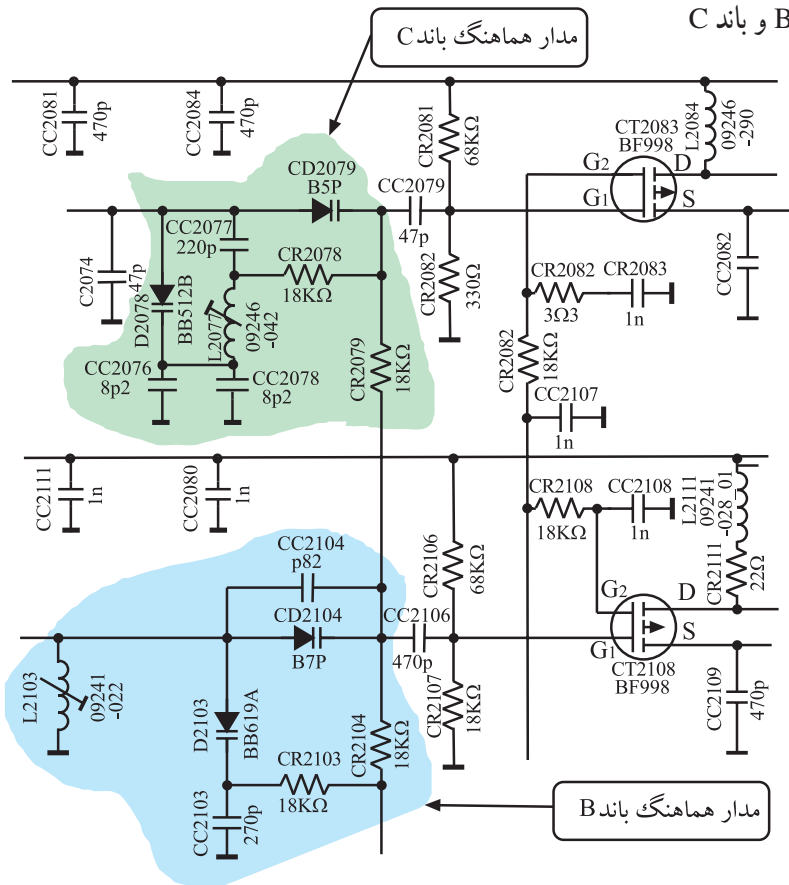 B و باند C
مدار هماهنگ باند C
CC2081
470p
CC2084
470p
CR2081
68KΩ
L2084
09246
-290
CT2083
BF998
G2
D
G1
S
CD2079
B5P
CC2079
47p
CC2077
220p
CR2078
18KΩ
C2074
47p
D2078
BB512B
L2077
09246
-042
CR2082
330Ω
CR2082
3Ω3
CR2083
1n
CC2082
CC2076
8p2
CC2078
8p2
CR2079
18KΩ
CR2082
18KΩ
CC2107
1n
CC2111
1n
CC2080
1n
CR2106
68KΩ
CR2108
18KΩ
CC2108
1n
L2111
09241
-028_01
CR2111
22Ω
CC2104
p82
CD2104
B7P
CC2106
470p
G2
D
G1
S
CT2108
BF998
L2103
09241
-022
D2103
BB619A
CR2104
18KΩ
CR2107
18KΩ
CC2109
470p
CR2103
18KΩ
CC2103
270p
مدار هماهنگ باند B